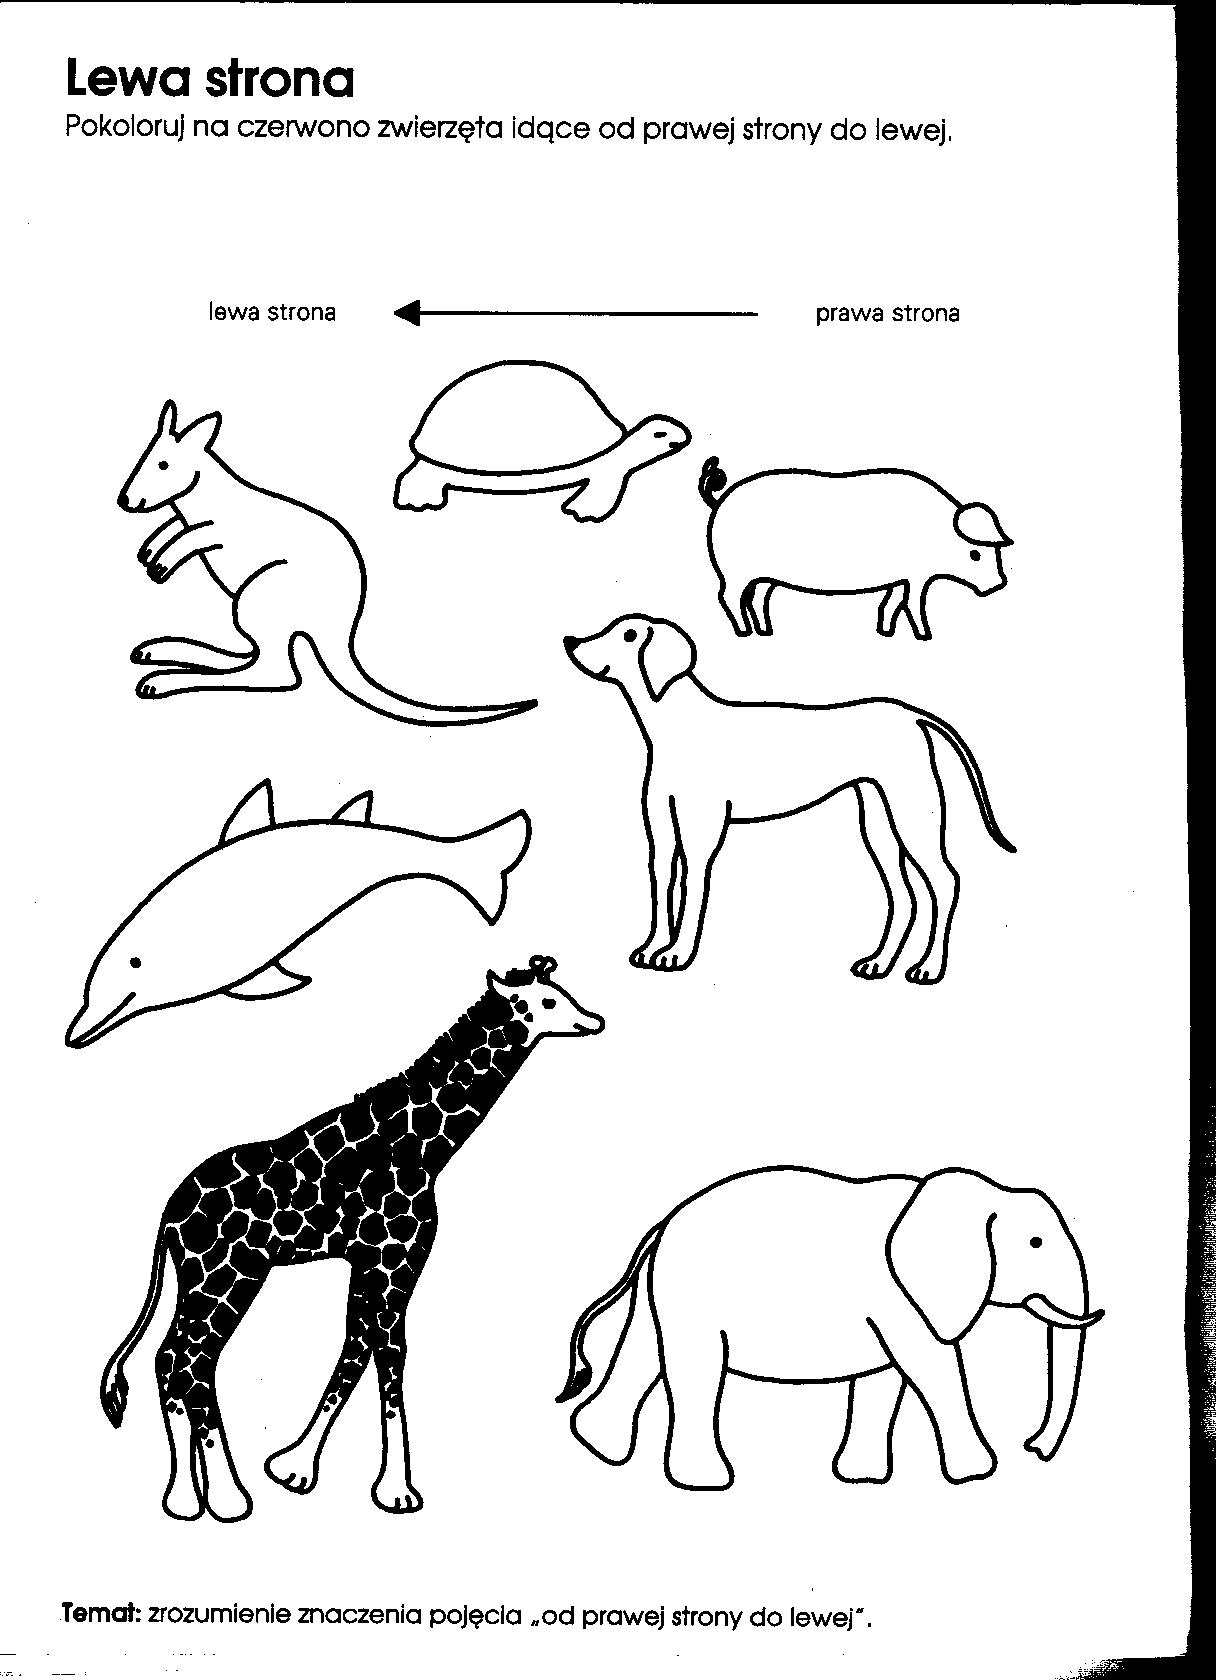 Lewa strona
Pokoloruj na czerwono zwierzęta idące od prawej strony do lewej.
lewa strona prawa strona
Temat: zrozumienie znaczenia pojęcia „od prawej strony do lewej".